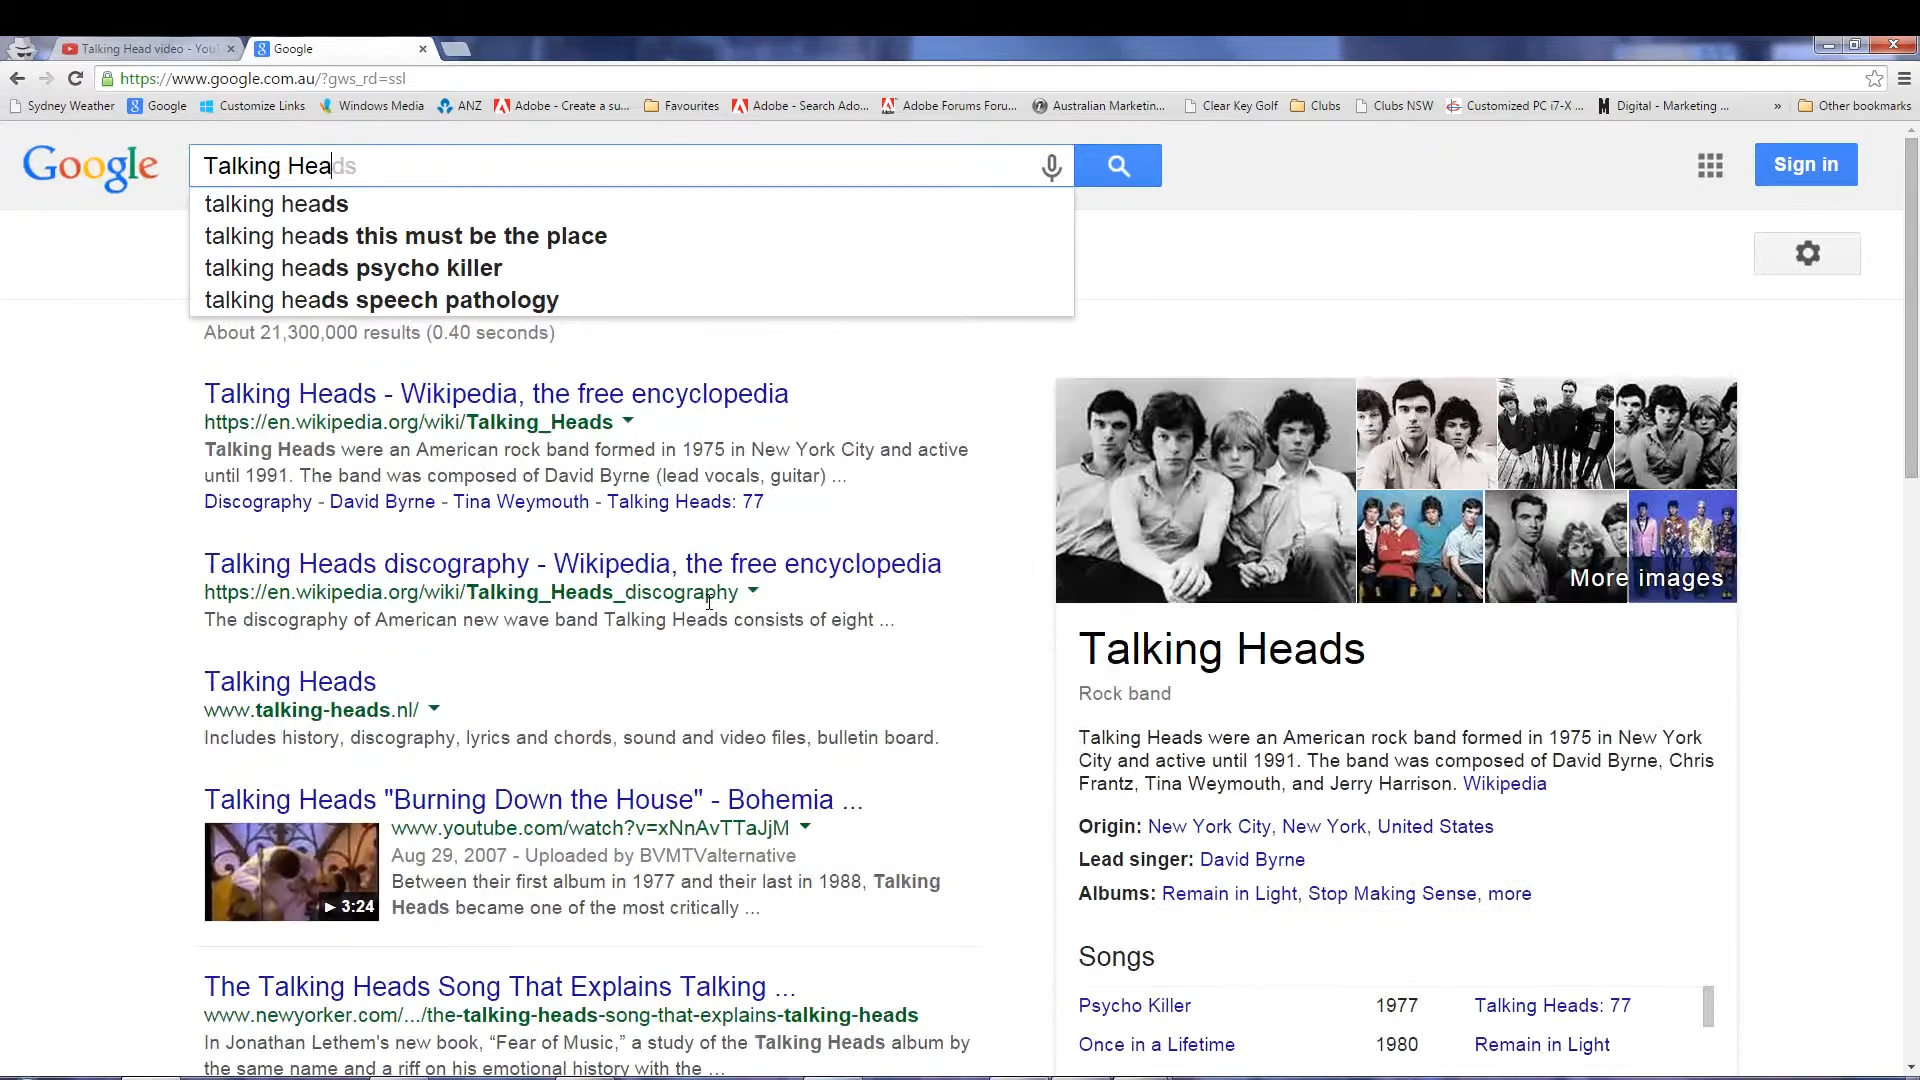 Talking Head video - You
Google
https://www.google.com.au/?gws_rd=ssl
Sydney Weather
Google
Customize Links
Windows Media
ANZ
Adobe - Create a su...
Favourites
Adobe - Search Ado...
Adobe Forums Foru...
Australian Marketin...
Clear Key Golf
Clubs
Clubs NSW
Customized PC i7-X ...
Digital - Marketing ...
»
Other bookmarks
Google
Talking Heads
Sign in
talking heads
talking heads this must be the place
talking heads psycho killer
talking heads speech pathology
About 21,300,000 results (0.40 seconds)
Talking Heads - Wikipedia, the free encyclopedia
https://en.wikipedia.org/wiki/Talking_Heads
Talking Heads were an American rock band formed in 1975 in New York City and active
until 1991. The band was composed of David Byrne (lead vocals, guitar) ...
Discography - David Byrne - Tina Weymouth - Talking Heads: 77
Talking Heads discography - Wikipedia, the free encyclopedia
https://en.wikipedia.org/wiki/Talking_Heads_discography
The discography of American new wave band Talking Heads consists of eight ...
Talking Heads
www.talking-heads.nl/
Includes history, discography, lyrics and chords, sound and video files, bulletin board.
Talking Heads "Burning Down the House" - Bohemia ...
www.youtube.com/watch?v=xNnAvTTaJjM
Aug 29, 2007 - Uploaded by BVMTValternative
3:24
Between their first album in 1977 and their last in 1988, Talking
Heads became one of the most critically ...
The Talking Heads Song That Explains Talking ...
www.newyorker.com/.../the-talking-heads-song-that-explains-talking-heads
In Jonathan Lethem's new book, “Fear of Music,” a study of the Talking Heads album by
the same name and a riff on his emotional history with the ...
More images
Talking Heads
Rock band
Talking Heads were an American rock band formed in 1975 in New York
City and active until 1991. The band was composed of David Byrne, Chris
Frantz, Tina Weymouth, and Jerry Harrison. Wikipedia
Origin: New York City, New York, United States
Lead singer: David Byrne
Albums: Remain in Light, Stop Making Sense, more
Songs
Psycho Killer 1977 Talking Heads: 77
Once in a Lifetime 1980 Remain in Light